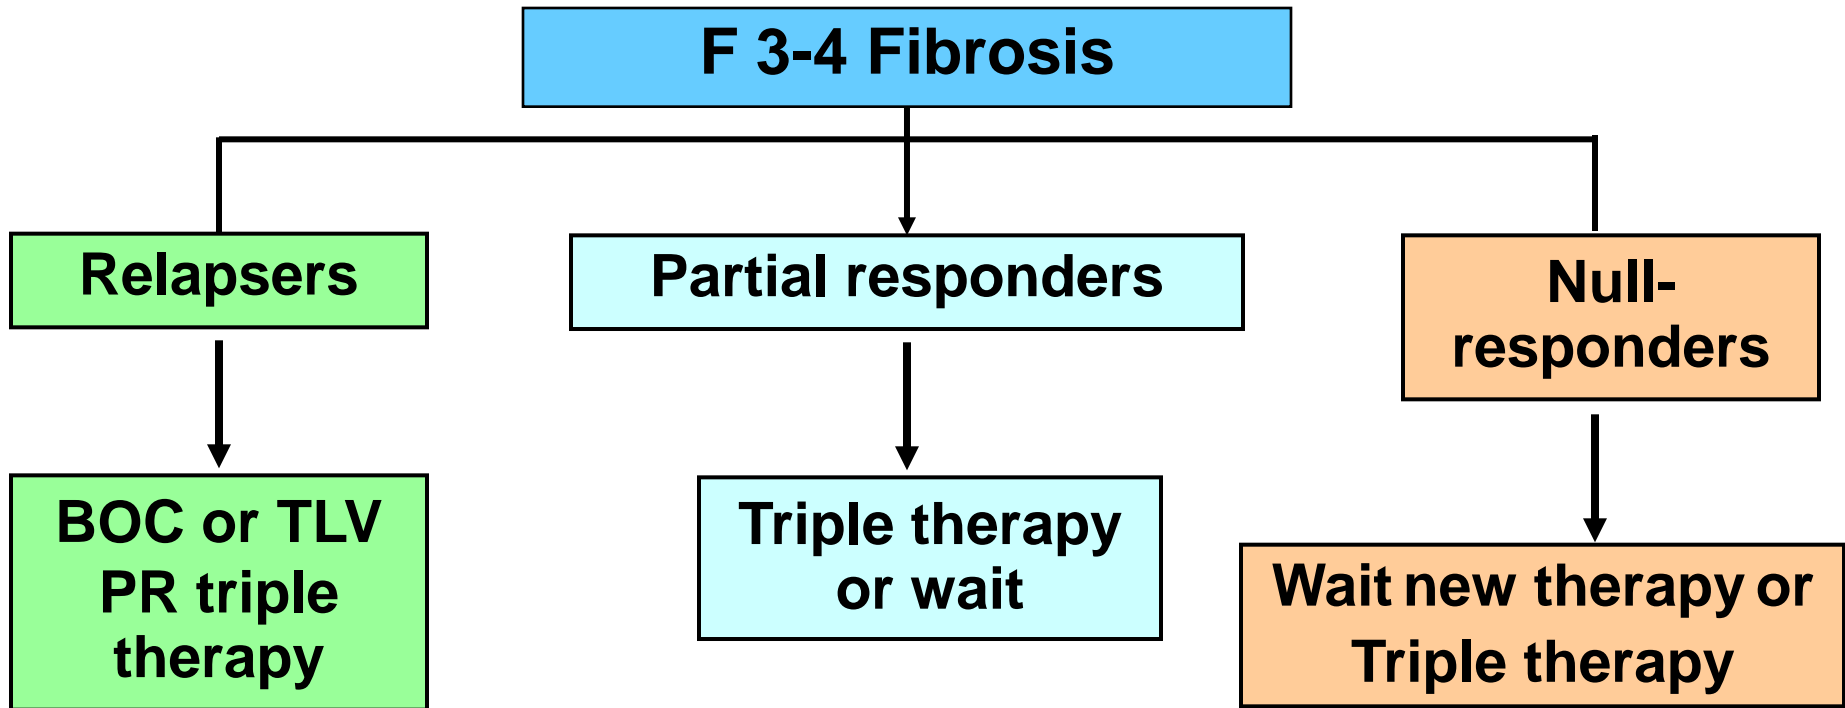 F 3-4 Fibrosis
Relapsers
Partial responders
Null-
responders
BOC or TLV
PR triple
therapy
Triple therapy
or wait
Wait new therapy or
Triple therapy